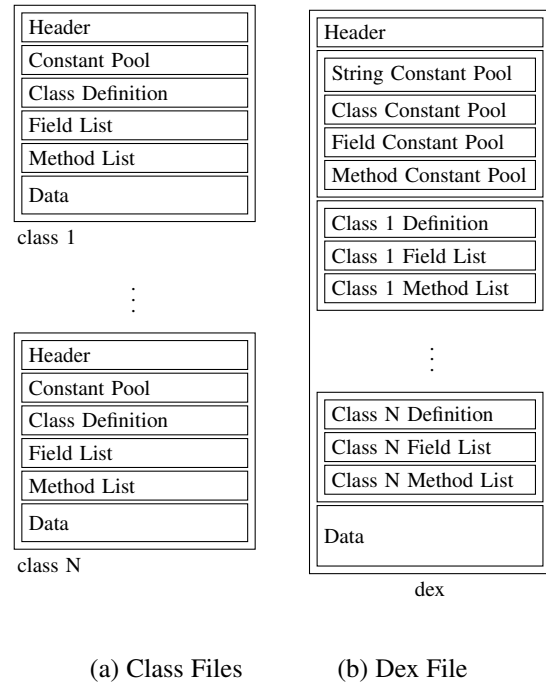 Header
Constant Pool
Class Definition
Field List
Method List
Data
class 1
⋮
Header
Constant Pool
Class Definition
Field List
Method List
Data
class N
(a) Class Files
Header
String Constant Pool
Class Constant Pool
Field Constant Pool
Method Constant Pool
Class 1 Definition
Class 1 Field List
Class 1 Method List
⋮
Class N Definition
Class N Field List
Class N Method List
Data
dex
(b) Dex File